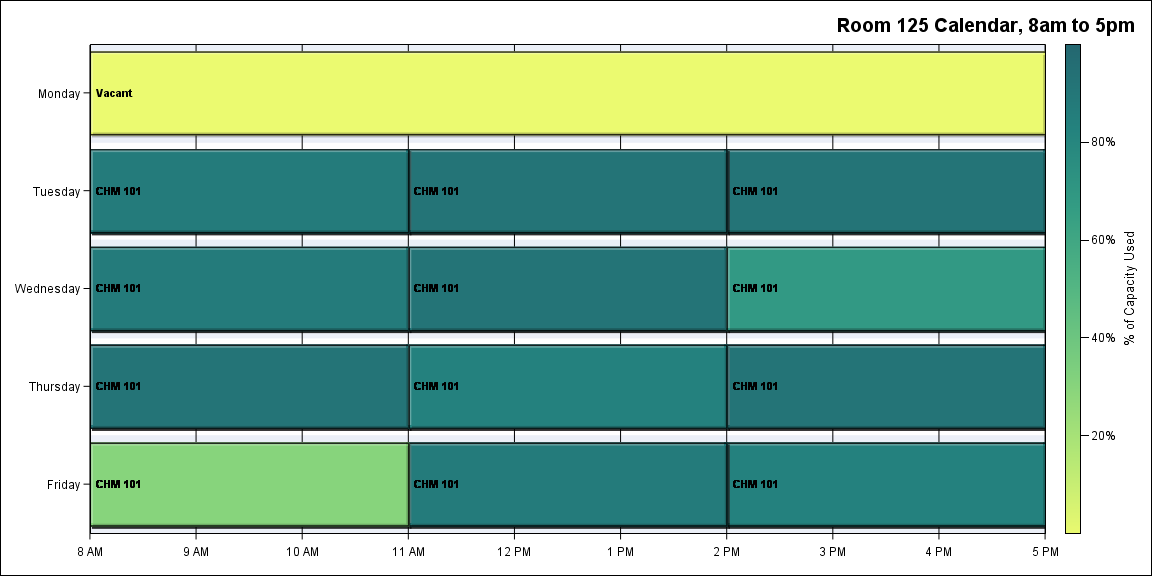 Room 125 Calendar, 8am to 5pm
Monday
Vacant
Tuesday
CHM 101
CHM 101
CHM 101
Wednesday
CHM 101
CHM 101
CHM 101
Thursday
CHM 101
CHM 101
CHM 101
Friday
CHM 101
CHM 101
CHM 101
8 AM
9 AM
10 AM
11 AM
12 PM
1 PM
2 PM
3 PM
4 PM
5 PM
80%
60%
40%
20%
% of Capacity Used